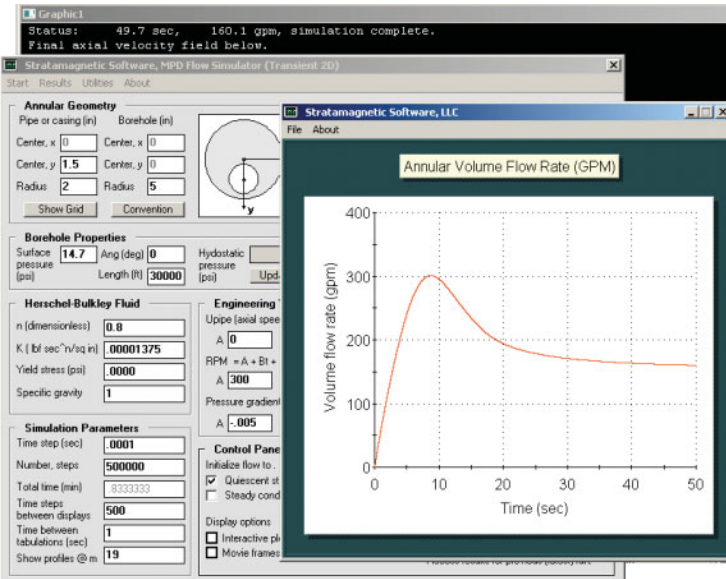 Graphic1
Status: 49.7 sec, 160.1 gpm, simulation complete.
Final axial velocity field below.
Stratamagnetic Software, MPD Flow Simulator (Transient 2D)
Start Results Utilities About
Annular Geometry
Pipe or casing (in) Borehole (in)
Center, x 0 Center, x 0
Center, y 1.5 Center, y 0
Radius 2 Radius 5
Show Grid Convention
y
Borehole Properties
Surface pressure (psi) 14.7 Ang (deg) 0
Length (ft) 30000
Hydostatic pressure (psi)
Herschel-Bulkley Fluid
n (dimensionless) 0.8
K ( lbf sec^n/sq in) .00001375
Yield stress (psi) .0000
Specific gravity 1
Engineering
Upipe (axial spee
A 0
RPM = A + Bt +
A 300
Pressure gradient
A -.005
Simulation Parameters
Time step (sec) .0001
Number, steps 500000
Total time (min) .8333333
Time steps between displays 500
Time between tabulations (sec) 1
Show profiles @ m 19
Control Pane
Initialize flow to .
Quiescent st
Steady cond
Display options
Interactive pl
Movie frames
Stratamagnetic Software, LLC
File About
Annular Volume Flow Rate (GPM)
Volume flow rate (gpm)
400
300
200
100
0
0 10 20 30 40 50
Time (sec)